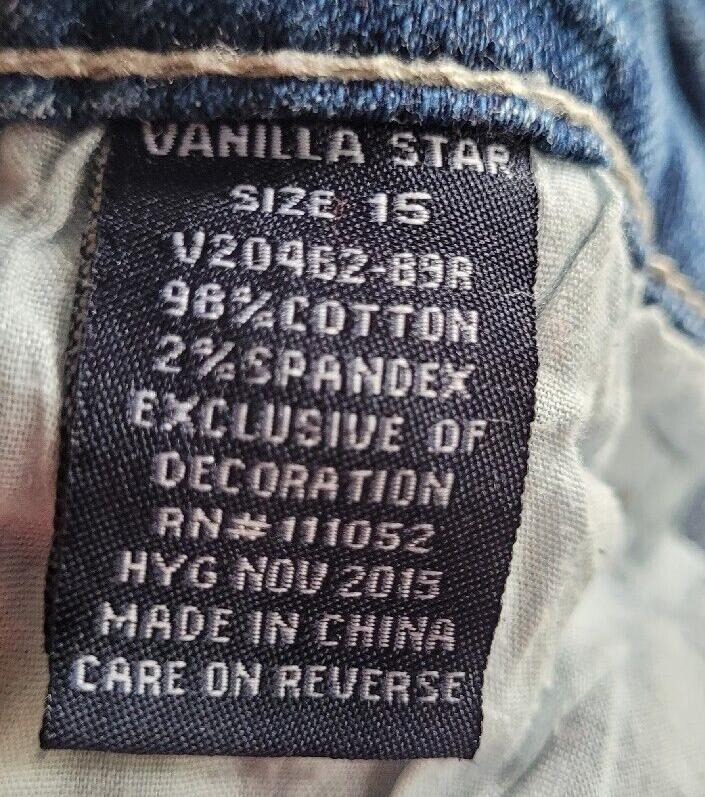 VANILLA STAR
SIZE 15
V20462-89R
98%COTTON
2%SPANDEX
EXCLUSIVE OF
DECORATION
RN#111052
HYG NOV 2015
MADE IN CHINA
CARE ON REVERSE